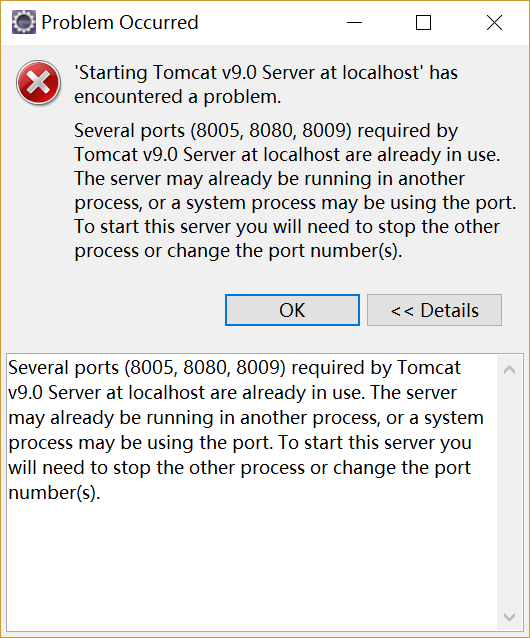 Problem Occurred
'Starting Tomcat v9.0 Server at localhost' has
encountered a problem.
Several ports (8005, 8080, 8009) required by
Tomcat v9.0 Server at localhost are already in use.
The server may already be running in another
process, or a system process may be using the port.
To start this server you will need to stop the other
process or change the port number(s).
OK
<< Details
Several ports (8005, 8080, 8009) required by Tomcat
v9.0 Server at localhost are already in use. The server
may already be running in another process, or a system
process may be using the port. To start this server you
will need to stop the other process or change the port
number(s).